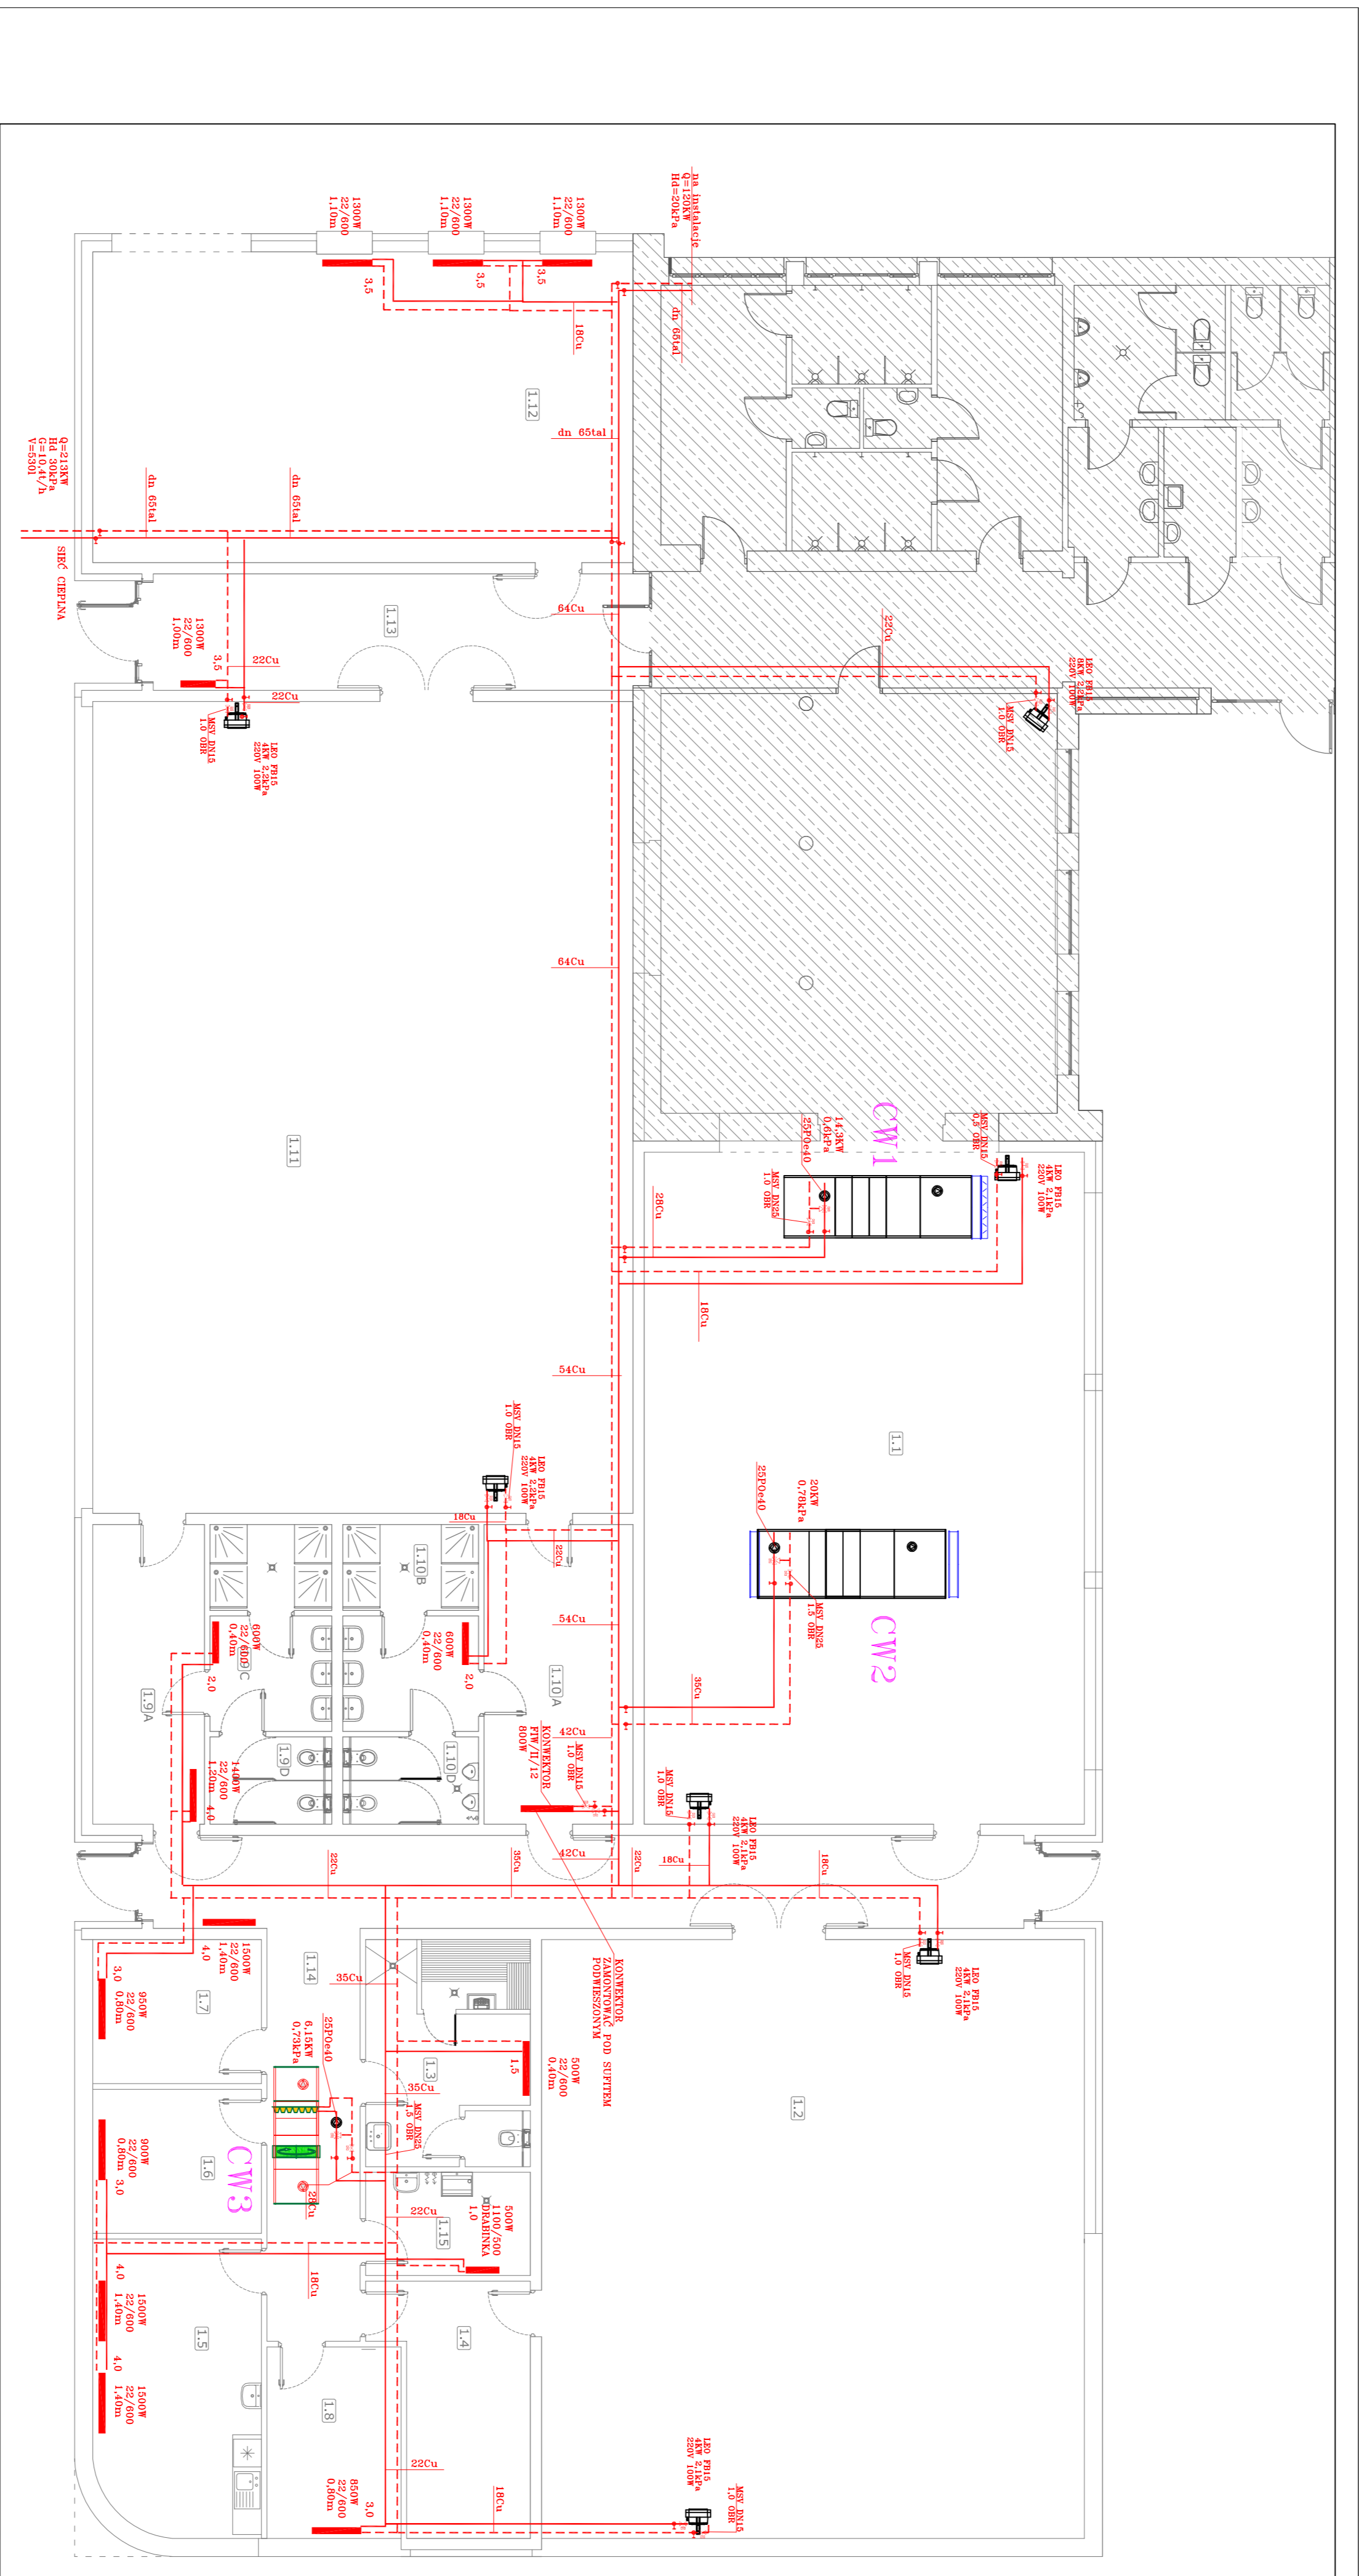 na instalację
Q=120KW
Hd=20kPa
dn 65tal
1300W
22/600
1,10m
1300W
22/600
1,10m
1300W
22/600
1,10m
3,5
3,5
3,5
18Cu
1.12
dn 65tal
dn 65tal
dn 65tal
Q=213KW
Hd 30kPa
G=10,4t/h
V=530l
SIEĆ CIEPLNA
1.13
64Cu
22Cu
1300W
22/600
1,00m
3,5
22Cu
22Cu
MSV DN15
1.0 OBR
LEO FB15
4KW 2,2kPa
220V 100W
LEO FB15
8KW 2,2kPa
220V 100W
MSV DN15
1.0 OBR
64Cu
1.11
CW1
14,3KW
0,6kPa
25POe40
MSV DN25
1.0 OBR
MSV DN15
0,5 OBR
LEO FB15
4KW 2,1kPa
220V 100W
28Cu
18Cu
54Cu
1.1
MSV DN15
1.0 OBR
LEO FB15
4KW 2,2kPa
220V 100W
18Cu
22Cu
25POe40
20KW
0,78kPa
MSV DN25
1.5 OBR
CW2
1.10B
54Cu
600W
22/600
0,40m
2,0
600W
22/600
0,40m
2,0
1.10A
1.9A
35Cu
42Cu
1.9D
1.10D
1400W
22/600
1,20m
4,0
KONWEKTOR
FIW/II/12
800W
MSV DN15
1,0 OBR
MSV DN15
1,0 OBR
LEO FB15
4KW 2,1kPa
220V 100W
22Cu
35Cu
42Cu
22Cu
18Cu
18Cu
1500W
22/600
1,40m
4,0
3,0
950W
22/600
0,80m
1.7
1.14
35Cu
KONWEKTOR
ZAMONTOWAĆ POD SUFITEM
PODWIESZONYM
MSV DN15
1,0 OBR
LEO FB15
4KW 2,1kPa
220V 100W
25POe40
6,15KW
0,73kPa
1.3
1,5
500W
22/600
0,40m
35Cu
MSV DN25
1,5 OBR
1.2
900W
22/600
0,80m
3,0
1.6
CW3
28Cu
22Cu
1.15
500W
1100/500
DRABINKA
1,0
18Cu
4,0
1500W
22/600
1,40m
4,0
1500W
22/600
1,40m
1.5
1.4
1.8
22Cu
850W
22/600
0,80m
3,0
18Cu
LEO FB15
4KW 2,1kPa
220V 100W
MSV DN15
1,0 OBR